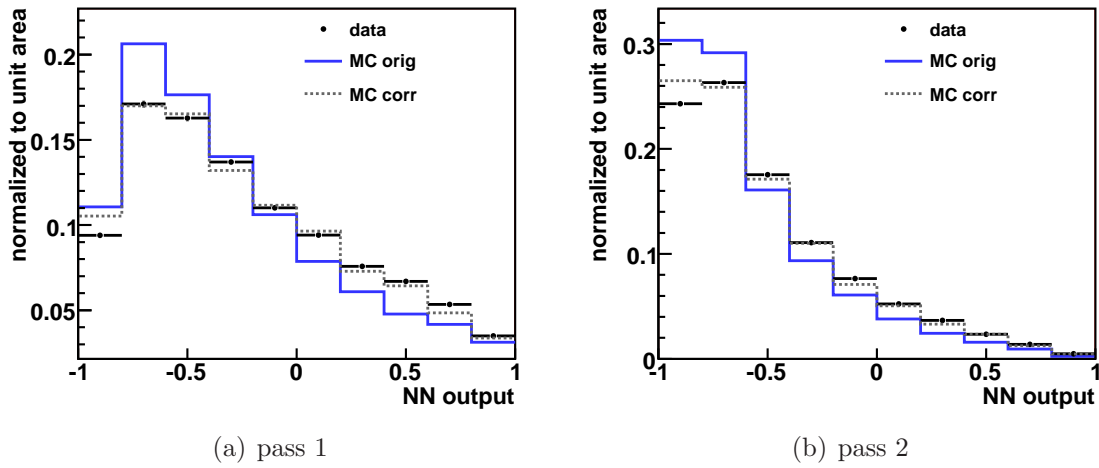 normalized to unit area
0.2
0.15
0.1
0.05
data
MC orig
MC corr
-1 -0.5 0 0.5 1
NN output
(a) pass 1
normalized to unit area
0.3
0.2
0.1
0
data
MC orig
MC corr
-1 -0.5 0 0.5 1
NN output
(b) pass 2